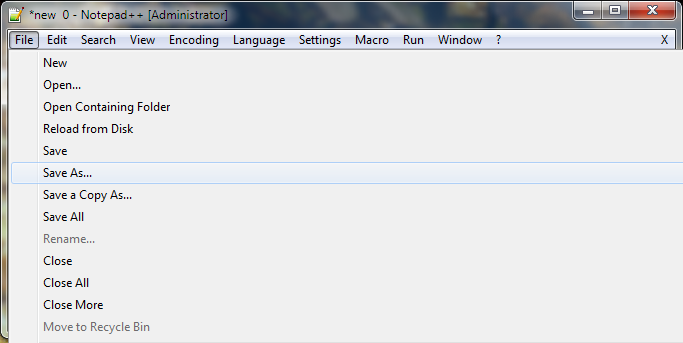 *new  0 - Notepad++ [Administrator]
File Edit Search View Encoding Language Settings Macro Run Window ? X
New
Open...
Open Containing Folder
Reload from Disk
Save
Save As...
Save a Copy As...
Save All
Rename...
Close
Close All
Close More
Move to Recycle Bin